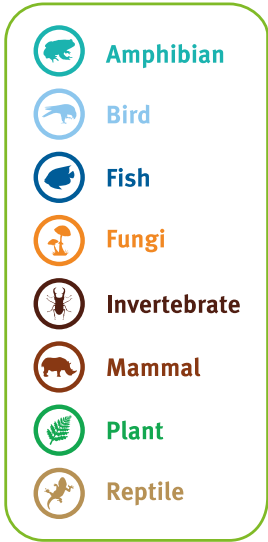 Amphibian
Bird
Fish
Fungi
Invertebrate
Mammal
Plant
Reptile